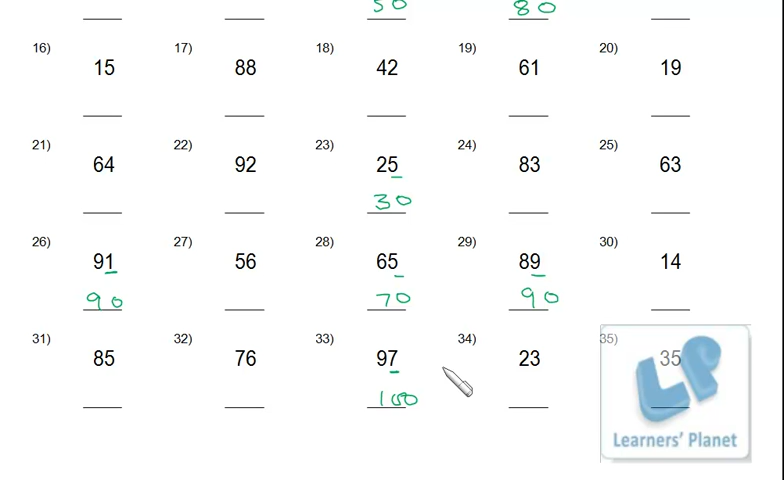 50 80
16) 17) 18) 19) 20)
15 88 42 61 19
21) 22) 23) 24) 25)
64 92 25 83 63
30
26) 27) 28) 29) 30)
91 56 65 89 14
90 70 90
31) 32) 33) 34) 35)
85 76 97 23 35
100
LP
Learners' Planet